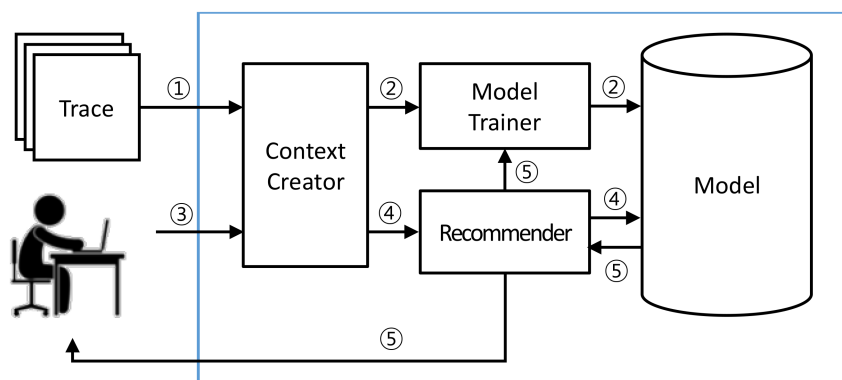 Trace
①
②
Model
Trainer
②
Context
Creator
⑤
Model
③
④
Recommender
④
⑤
⑤